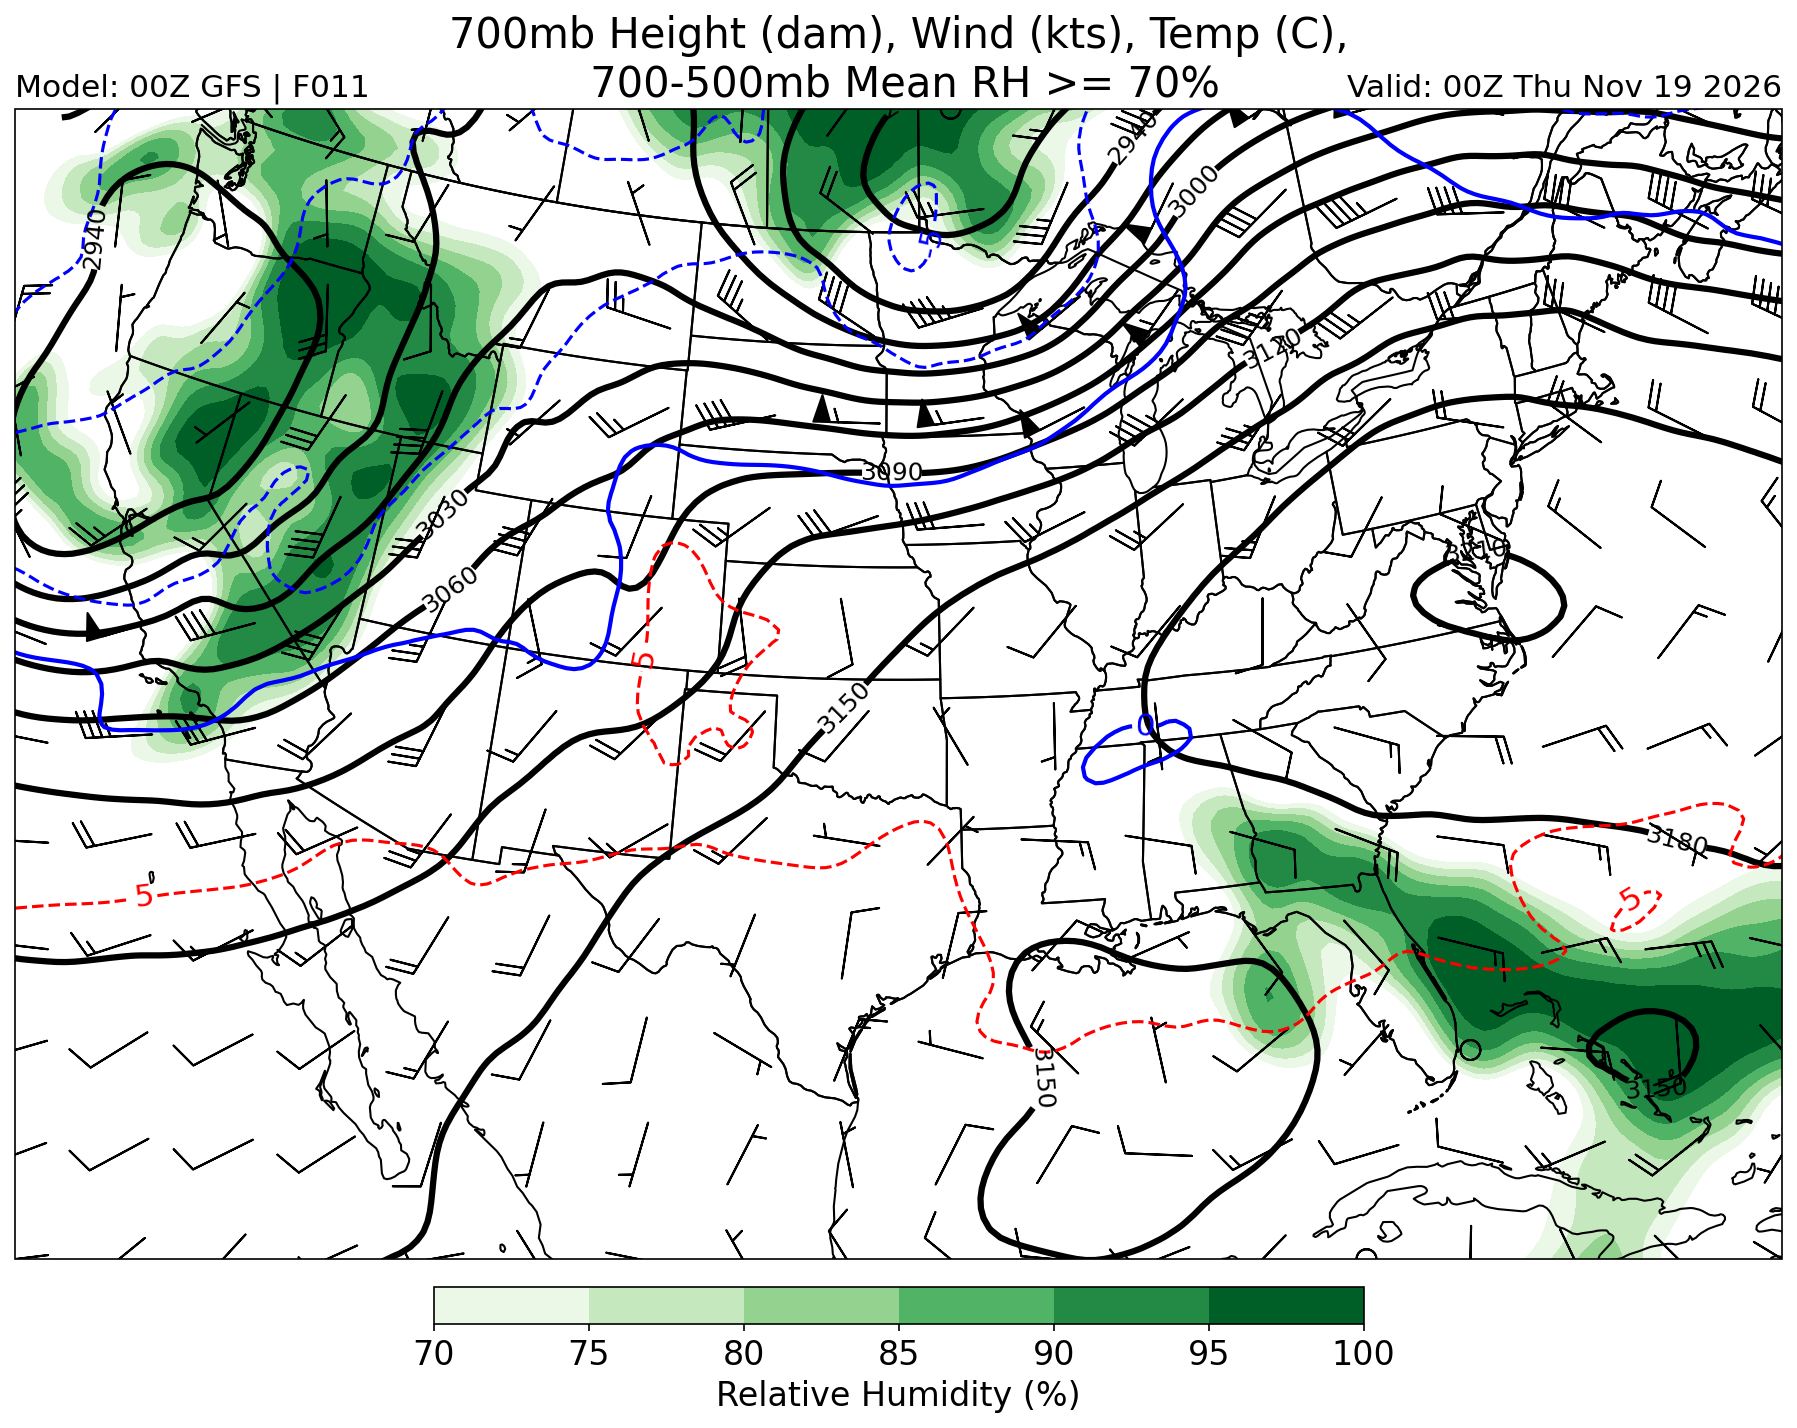 700mb Height (dam), Wind (kts), Temp (C),
700-500mb Mean RH >= 70%
Model: 00Z GFS | F011
Valid: 00Z Thu Nov 19 2026
2940
3000
2940
5
3120
3090
3030
3210
3060
5
3150
0
3180
5
5
3150
3150
70 75 80 85 90 95 100
Relative Humidity (%)